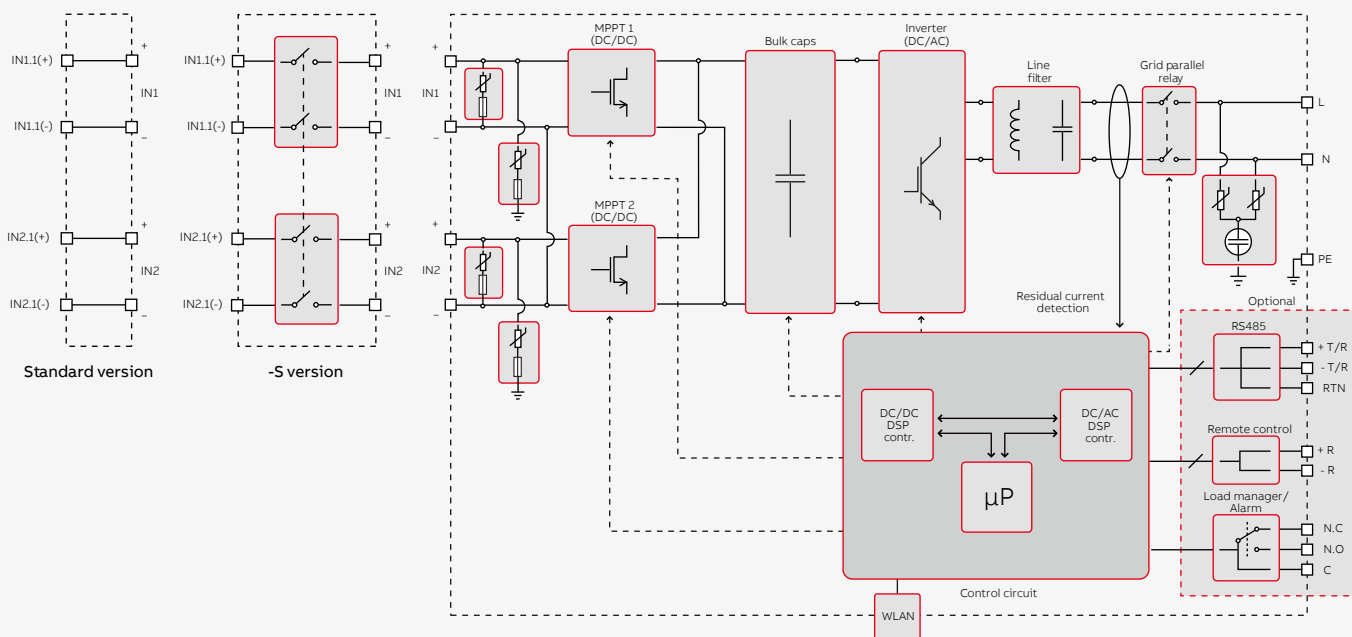 IN1.1(+)
+
IN1
IN1.1(-)
–
IN2.1(+)
+
IN2
IN2.1(-)
–
Standard version
IN1.1(+)
+
IN1
IN1.1(-)
–
IN2.1(+)
+
IN2
IN2.1(-)
–
-S version
+
IN1
–
+
IN2
–
MPPT 1
(DC/DC)
MPPT 2
(DC/DC)
Bulk caps
Inverter
(DC/AC)
Line
filter
Grid parallel
relay
L
N
PE
Residual current
detection
Optional
RS485
+ T/R
- T/R
RTN
Remote control
+ R
- R
Load manager/
Alarm
N.C
N.O
C
DC/DC
DSP
contr.
DC/AC
DSP
contr.
µP
Control circuit
WLAN